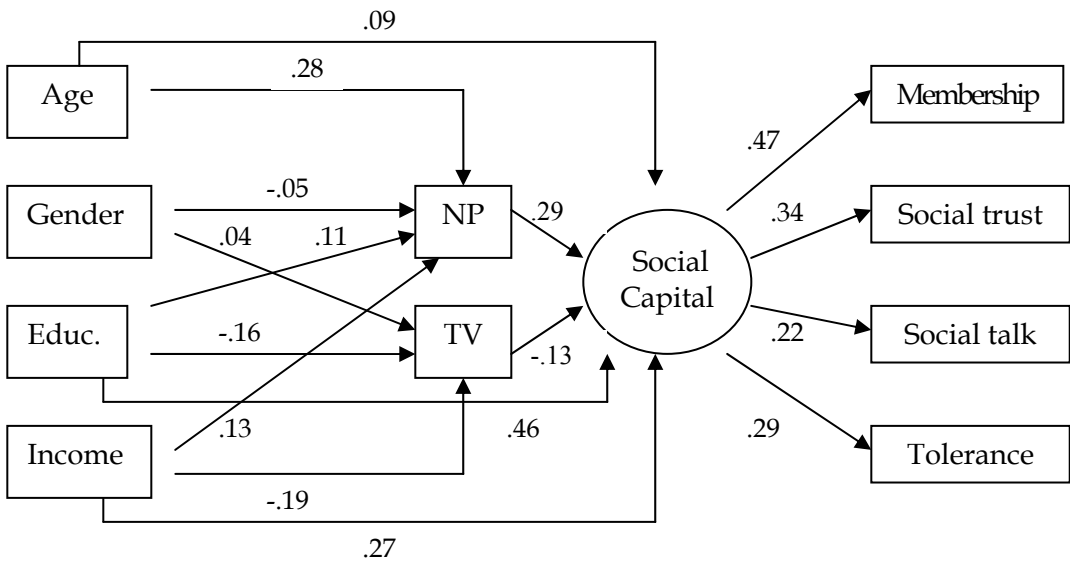 .09
.28
Age
Membership
.47
Gender
-.05
NP
.29
.34
Social trust
.04
.11
Social
Capital
Educ.
-.16
TV
-.13
.22
Social talk
.13
.46
.29
Income
Tolerance
-.19
.27